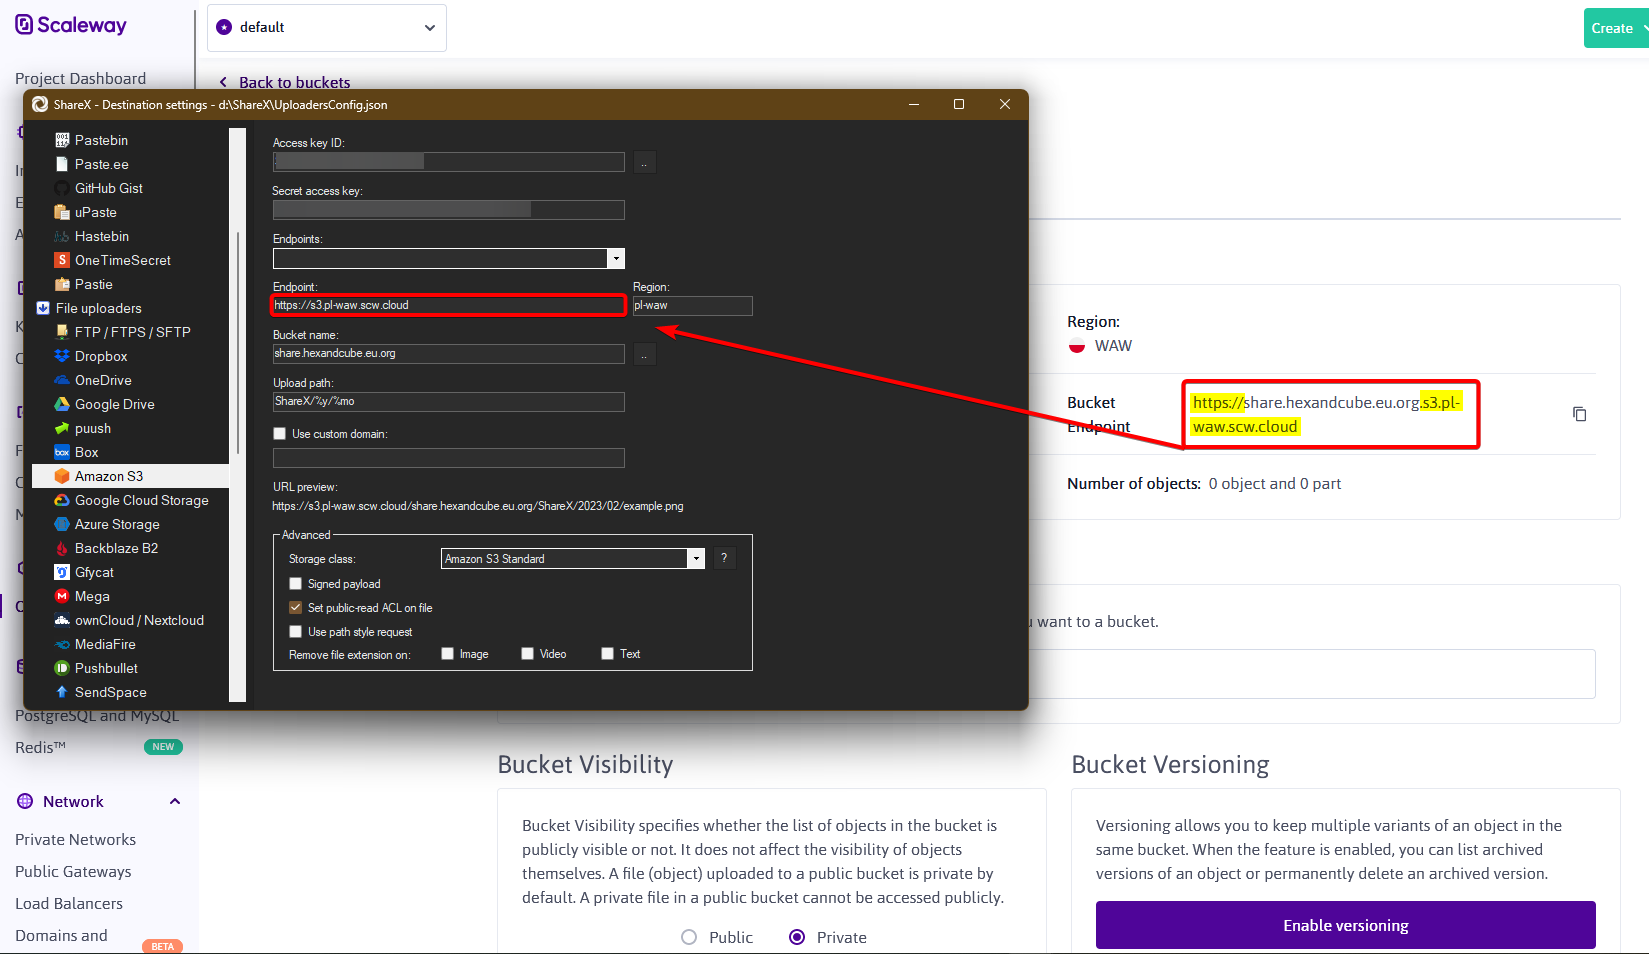 Scaleway
default
Create
Project Dashboard
Back to buckets
ShareX - Destination settings - d:\ShareX\UploadersConfig.json
Pastebin
Paste.ee
GitHub Gist
uPaste
Hastebin
OneTimeSecret
Pastie
File uploaders
FTP / FTPS / SFTP
Dropbox
OneDrive
Google Drive
puush
Box
Amazon S3
Google Cloud Storage
Azure Storage
Backblaze B2
Gfycat
Mega
ownCloud / Nextcloud
MediaFire
Pushbullet
SendSpace
Access key ID:
..
Secret access key:
Endpoints:
Endpoint:
Region:
https://s3.pl-waw.scw.cloud
pl-waw
Bucket name:
share.hexandcube.eu.org
..
Upload path:
ShareX/%y/%mo
Use custom domain:
URL preview:
https://s3.pl-waw.scw.cloud/share.hexandcube.eu.org/ShareX/2023/02/example.png
Advanced
Storage class:
Amazon S3 Standard
?
Signed payload
Set public-read ACL on file
Use path style request
Remove file extension on:
Image
Video
Text
Region:
WAW
Bucket
Endpoint
https://share.hexandcube.eu.org.s3.pl-
waw.scw.cloud
Number of objects: 0 object and 0 part
want to a bucket.
PostgreSQL and MySQL
Redis™
NEW
Network
Private Networks
Public Gateways
Load Balancers
Domains and
BETA
Bucket Visibility
Bucket Visibility specifies whether the list of objects in the bucket is
publicly visible or not. It does not affect the visibility of objects
themselves. A file (object) uploaded to a public bucket is private by
default. A private file in a public bucket cannot be accessed publicly.
Public
Private
Bucket Versioning
Versioning allows you to keep multiple variants of an object in the
same bucket. When the feature is enabled, you can list archived
versions of an object or permanently delete an archived version.
Enable versioning